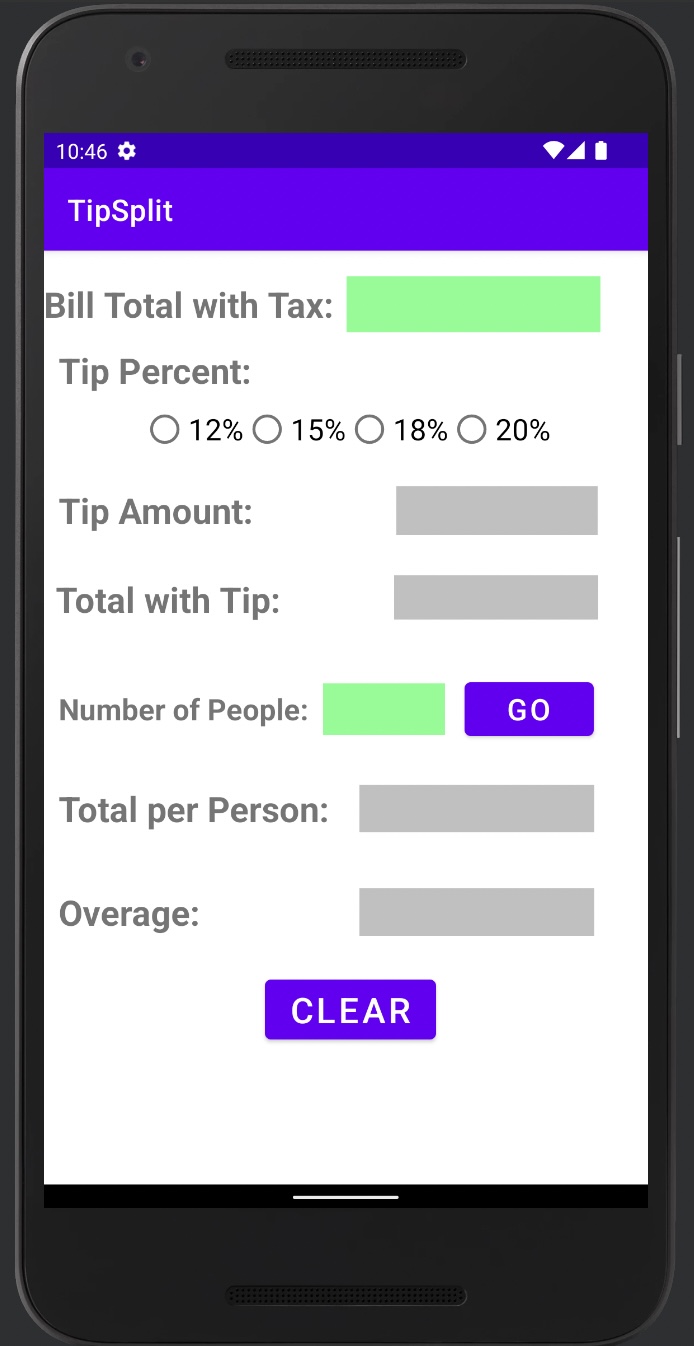 10:46
TipSplit
Bill Total with Tax:
Tip Percent:
12% 15% 18% 20%
Tip Amount:
Total with Tip:
Number of People: GO
Total per Person:
Overage:
CLEAR